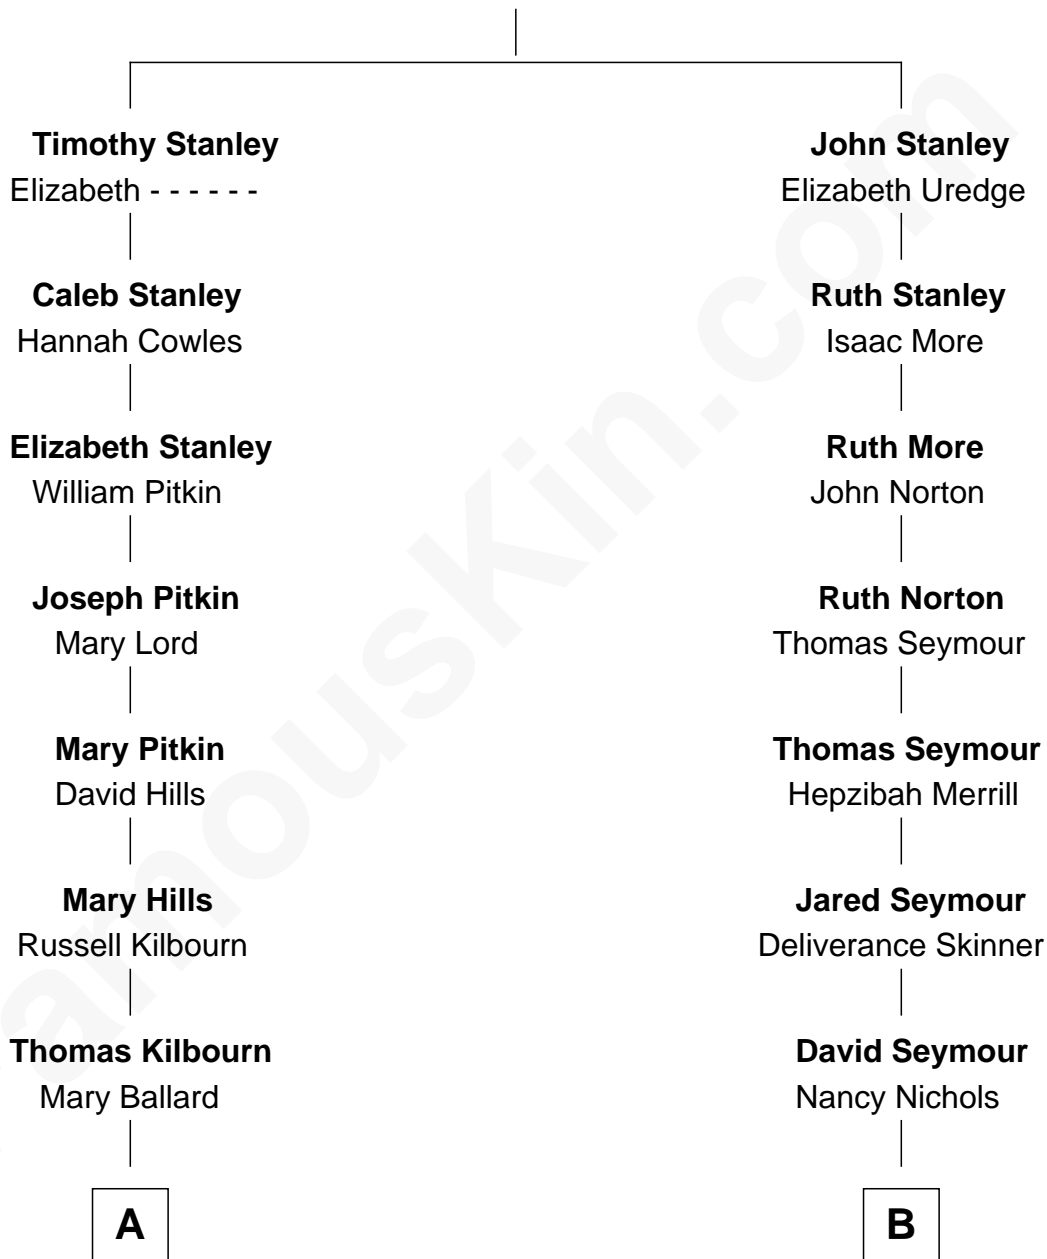 Timothy Stanley
Elizabeth - - - - - -
Caleb Stanley
Hannah Cowles
Elizabeth Stanley
William Pitkin
Joseph Pitkin
Mary Lord
Mary Pitkin
David Hills
Mary Hills
Russell Kilbourn
Thomas Kilbourn
Mary Ballard
A
John Stanley
Elizabeth Uredge
Ruth Stanley
Isaac More
Ruth More
John Norton
Ruth Norton
Thomas Seymour
Thomas Seymour
Hepzibah Merrill
Jared Seymour
Deliverance Skinner
David Seymour
Nancy Nichols
B
amouskin.com